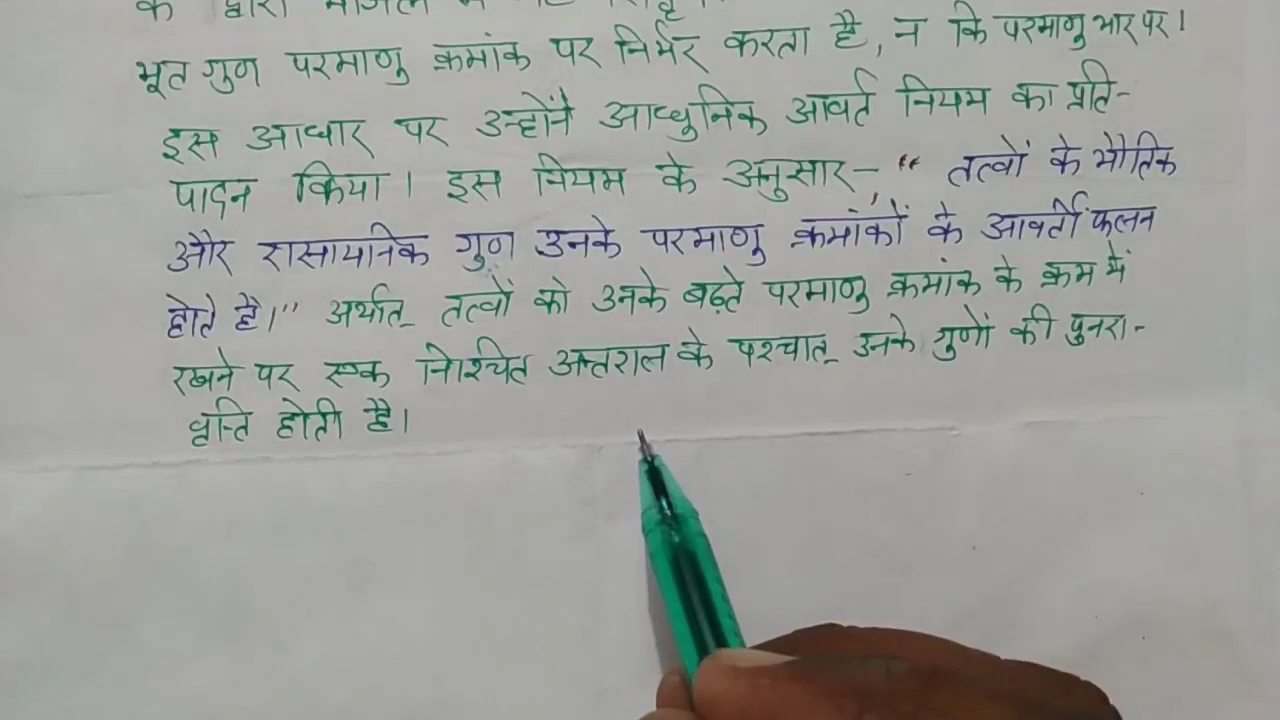 के द्वारा
भूत गुण परमाणु क्रमांक पर निर्भर करता है, न कि परमाणु भार पर।
इस आधार पर उन्होंने आधुनिक आवर्त नियम का प्रति-
पादन किया। इस नियम के अनुसार - " तत्वों के भौतिक
और रासायनिक गुण उनके परमाणु क्रमांकों के आवर्ती फलन
होते है।" अर्थात् तत्वों को उनके बढ़ते परमाणु क्रमांक के क्रम में
रखने पर एक निश्चित अन्तराल के पश्चात् उनके गुणों की पुनरा-
वृत्ति होती है।